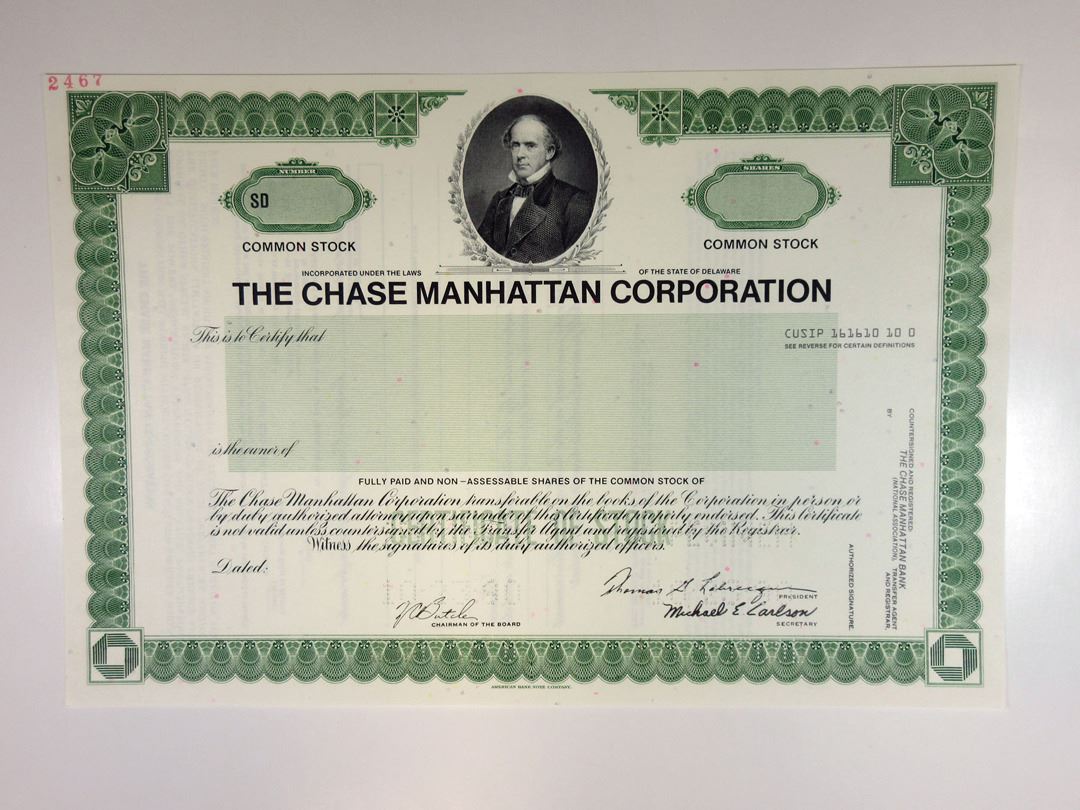 2467
NUMBER
SD
COMMON STOCK
SHARES
COMMON STOCK
INCORPORATED UNDER THE LAWS
OF THE STATE OF DELAWARE
THE CHASE MANHATTAN CORPORATION
This is to Certify that
CUSIP 161610 10 0
SEE REVERSE FOR CERTAIN DEFINITIONS
is the owner of
FULLY PAID AND NON-ASSESSABLE SHARES OF THE COMMON STOCK OF
The Chase Manhattan Corporation transferable on the books of the Corporation in person or
by duly authorized attorney upon surrender of this certificate properly endorsed. This certificate
is not valid unless countersigned by the Transfer Agent and registered by the Registrar.
CERTIFICATE OF STOCK
Witness the signatures of its duly authorized officers.
Dated:
CHAIRMAN OF THE BOARD
PRESIDENT
Michael E Carlson
SECRETARY
COUNTERSIGNED AND REGISTERED:
THE CHASE MANHATTAN BANK
(NATIONAL ASSOCIATION), TRANSFER AGENT
AND REGISTRAR,
BY
AUTHORIZED SIGNATURE.
AMERICAN BANK NOTE COMPANY.